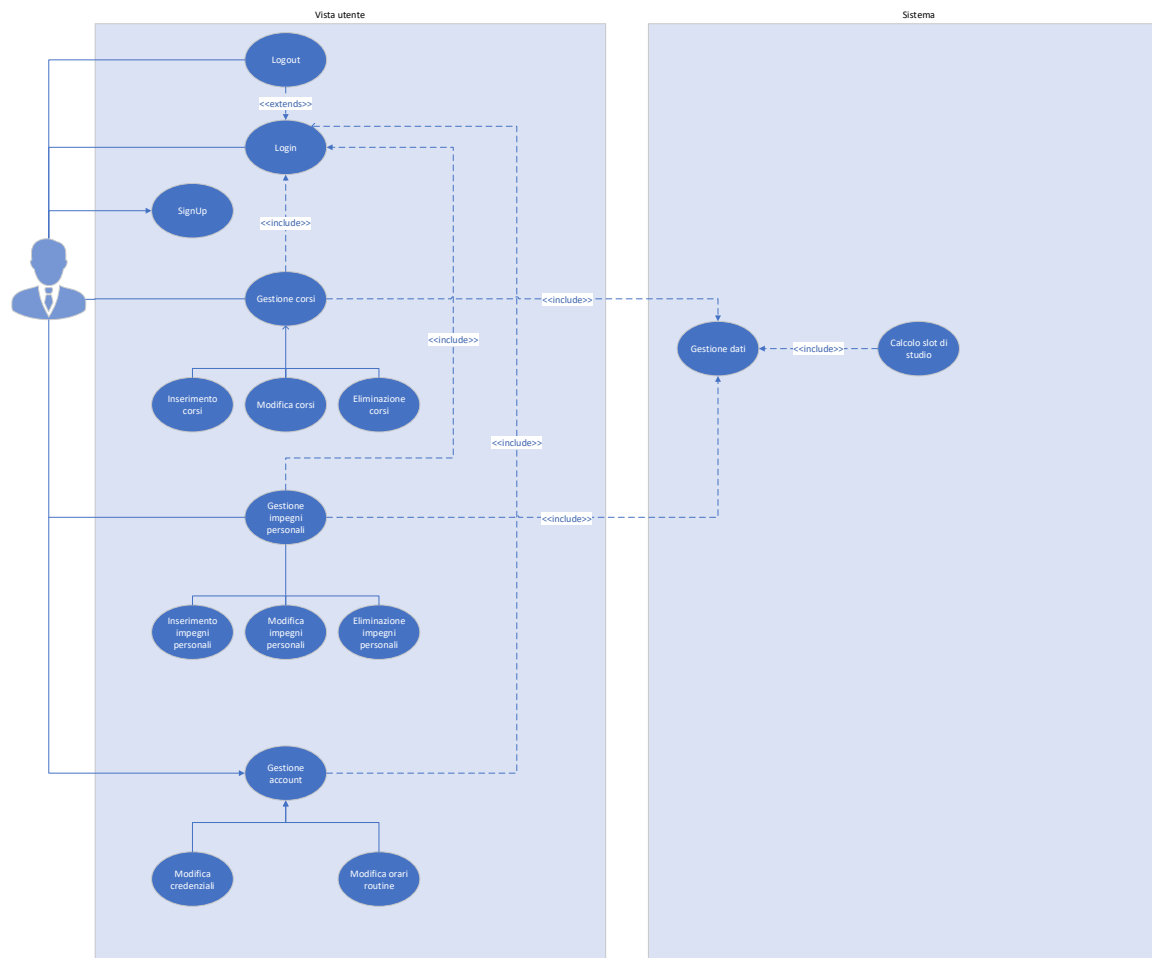 Vista utente
Sistema
Logout
<<extends>>
Login
SignUp
<<include>>
Gestione corsi
<<include>>
<<include>>
Gestione dati
<<include>>
Calcolo slot di
studio
Inserimento
corsi
Modifica corsi
Eliminazione
corsi
<<include>>
Gestione
impegni
personali
<<include>>
Inserimento
impegni
personali
Modifica
impegni
personali
Eliminazione
impegni
personali
Gestione
account
Modifica
credenziali
Modifica orari
routine